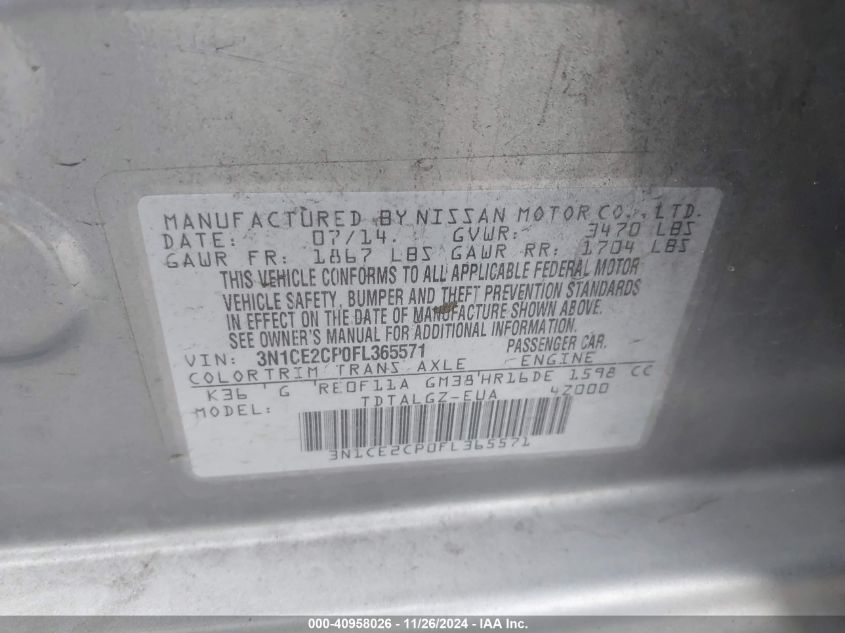 MANUFACTURED BY NISSAN MOTOR CO., LTD.
DATE: 07/14. GVWR: 3470 LBS
GAWR FR: 1867 LBS GAWR RR: 1704 LBS
THIS VEHICLE CONFORMS TO ALL APPLICABLE FEDERAL MOTOR
VEHICLE SAFETY, BUMPER AND THEFT PREVENTION STANDARDS
IN EFFECT ON THE DATE OF MANUFACTURE SHOWN ABOVE.
SEE OWNER'S MANUAL FOR ADDITIONAL INFORMATION.
VIN: 3N1CE2CP0FL365571 PASSENGER CAR.
COLOR TRIM TRANS AXLE ENGINE
K36 G RE0F11A GM38 HR16DE 1598 CC
MODEL: TDTALGZ-EUA 4Z000
3N1CE2CP0FL365571
000-40958026 - 11/26/2024 - IAA Inc.